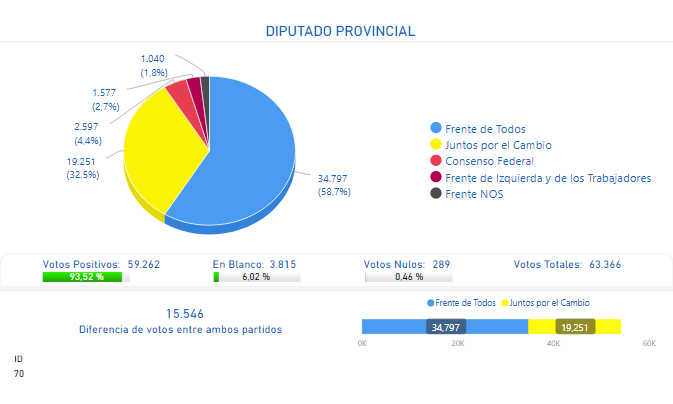 DIPUTADO PROVINCIAL
1.040
(1,8%)
1.577
(2,7%)
2.597
(4,4%)
19.251
(32,5%)
34.797
(58,7%)
Frente de Todos
Juntos por el Cambio
Consenso Federal
Frente de Izquierda y de los Trabajadores
Frente NOS
Votos Positivos: 59.262
93,52 %
En Blanco: 3.815
6,02 %
Votos Nulos: 289
0,46 %
Votos Totales: 63.366
15.546
Diferencia de votos entre ambos partidos
Frente de Todos Juntos por el Cambio
34,797 19,251
0K 20K 40K 60K
ID
70